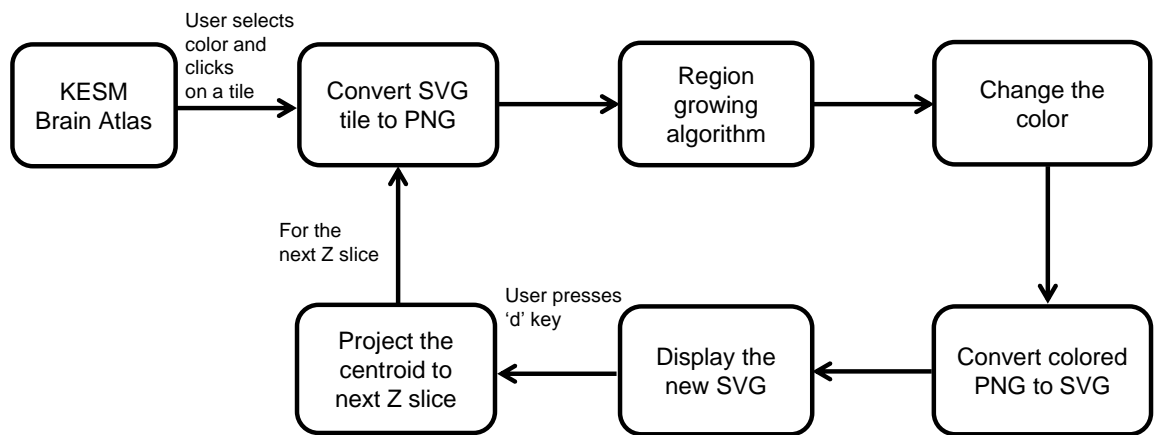 User selects
color and
clicks
on a tile
KESM
Brain Atlas
Convert SVG
tile to PNG
Region
growing
algorithm
Change the
color
For the
next Z slice
User presses
‘d’ key
Project the
centroid to
next Z slice
Display the
new SVG
Convert colored
PNG to SVG